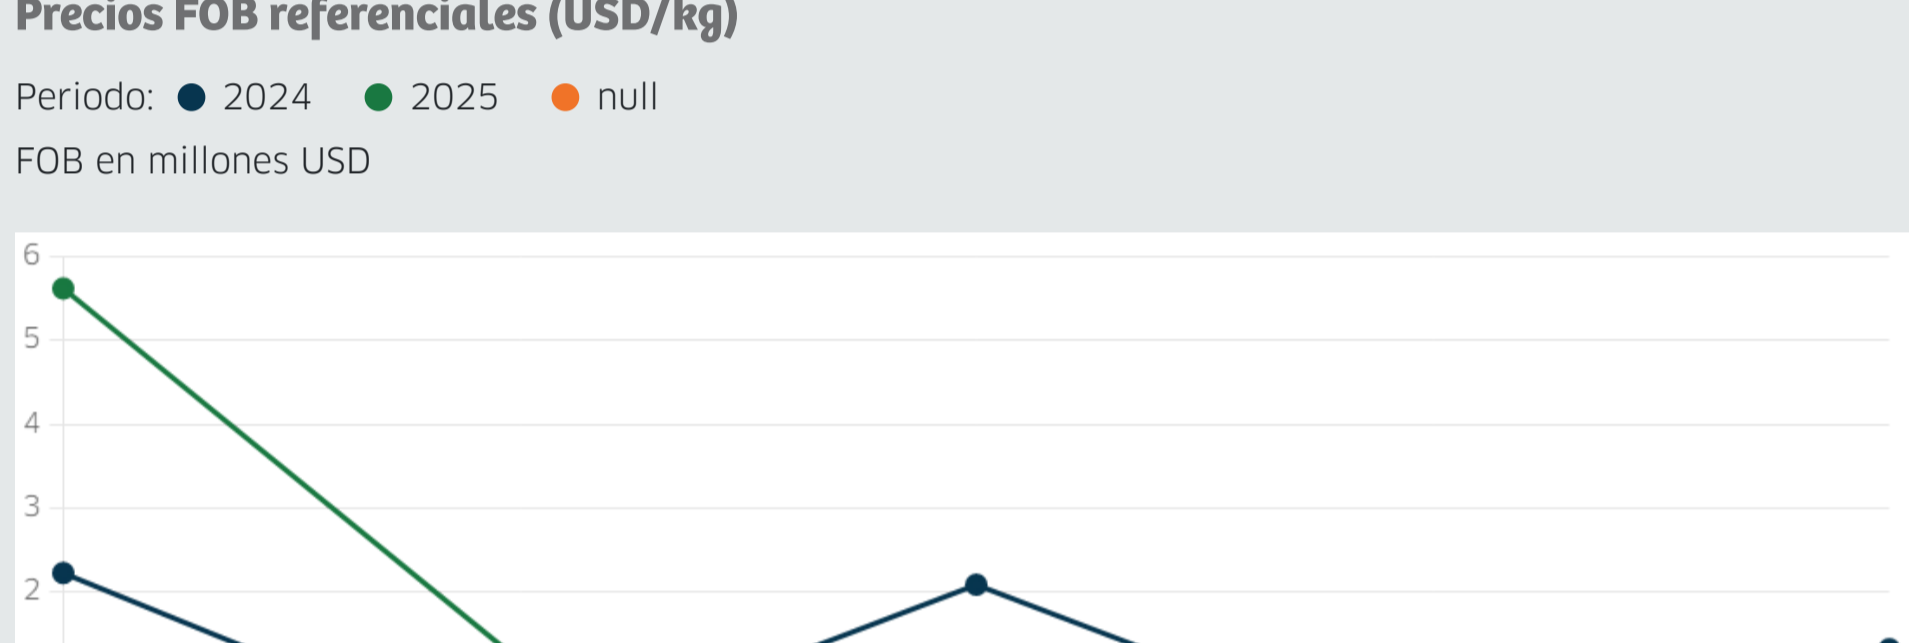 Precios FOB referenciales (USD/kg)
Periodo: 2024 2025 null
FOB en millones USD
6
5
4
3
2